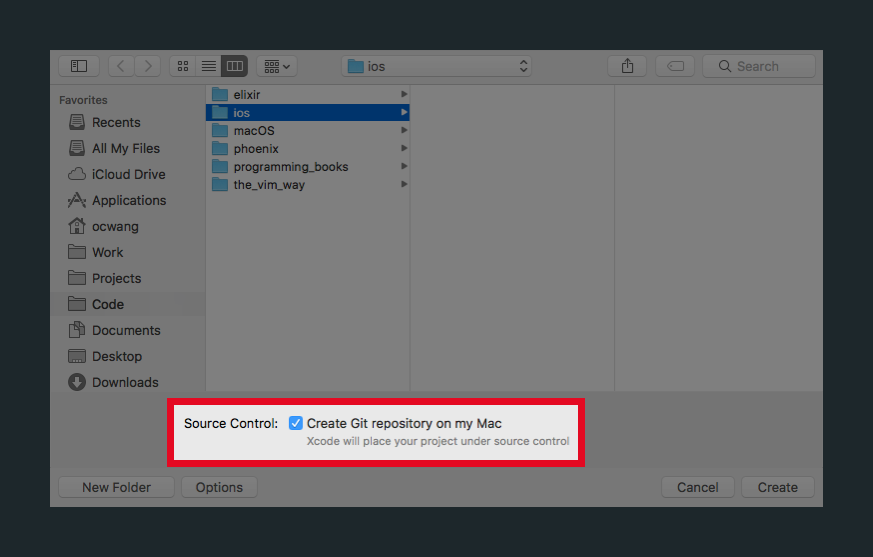 ios
Search
Favorites
Recents
All My Files
iCloud Drive
Applications
ocwang
Work
Projects
Code
Documents
Desktop
Downloads
elixir
ios
macOS
phoenix
programming_books
the_vim_way
Source Control: Create Git repository on my Mac
Xcode will place your project under source control
New Folder
Options
Cancel
Create